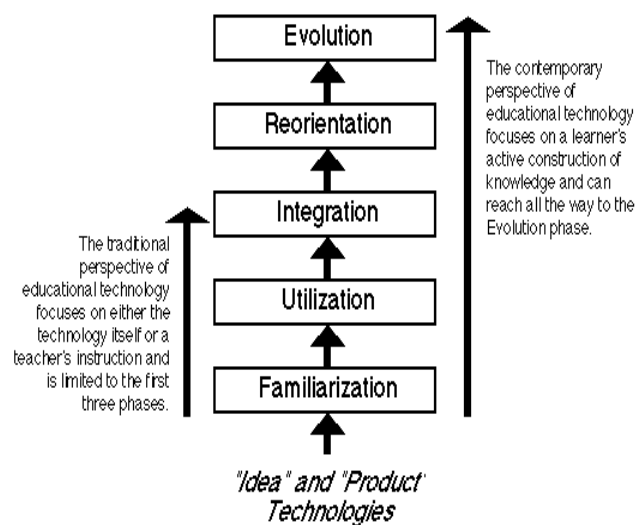 Evolution
Reorientation
Integration
Utilization
Familiarization
"Idea" and "Product"
Technologies
The traditional
perspective of
educational technology
focuses on either the
technology itself or a
teacher's instruction and
is limited to the first
three phases.
The contemporary
perspective of
educational technology
focuses on a learner's
active construction of
knowledge and can
reach all the way to the
Evolution phase.